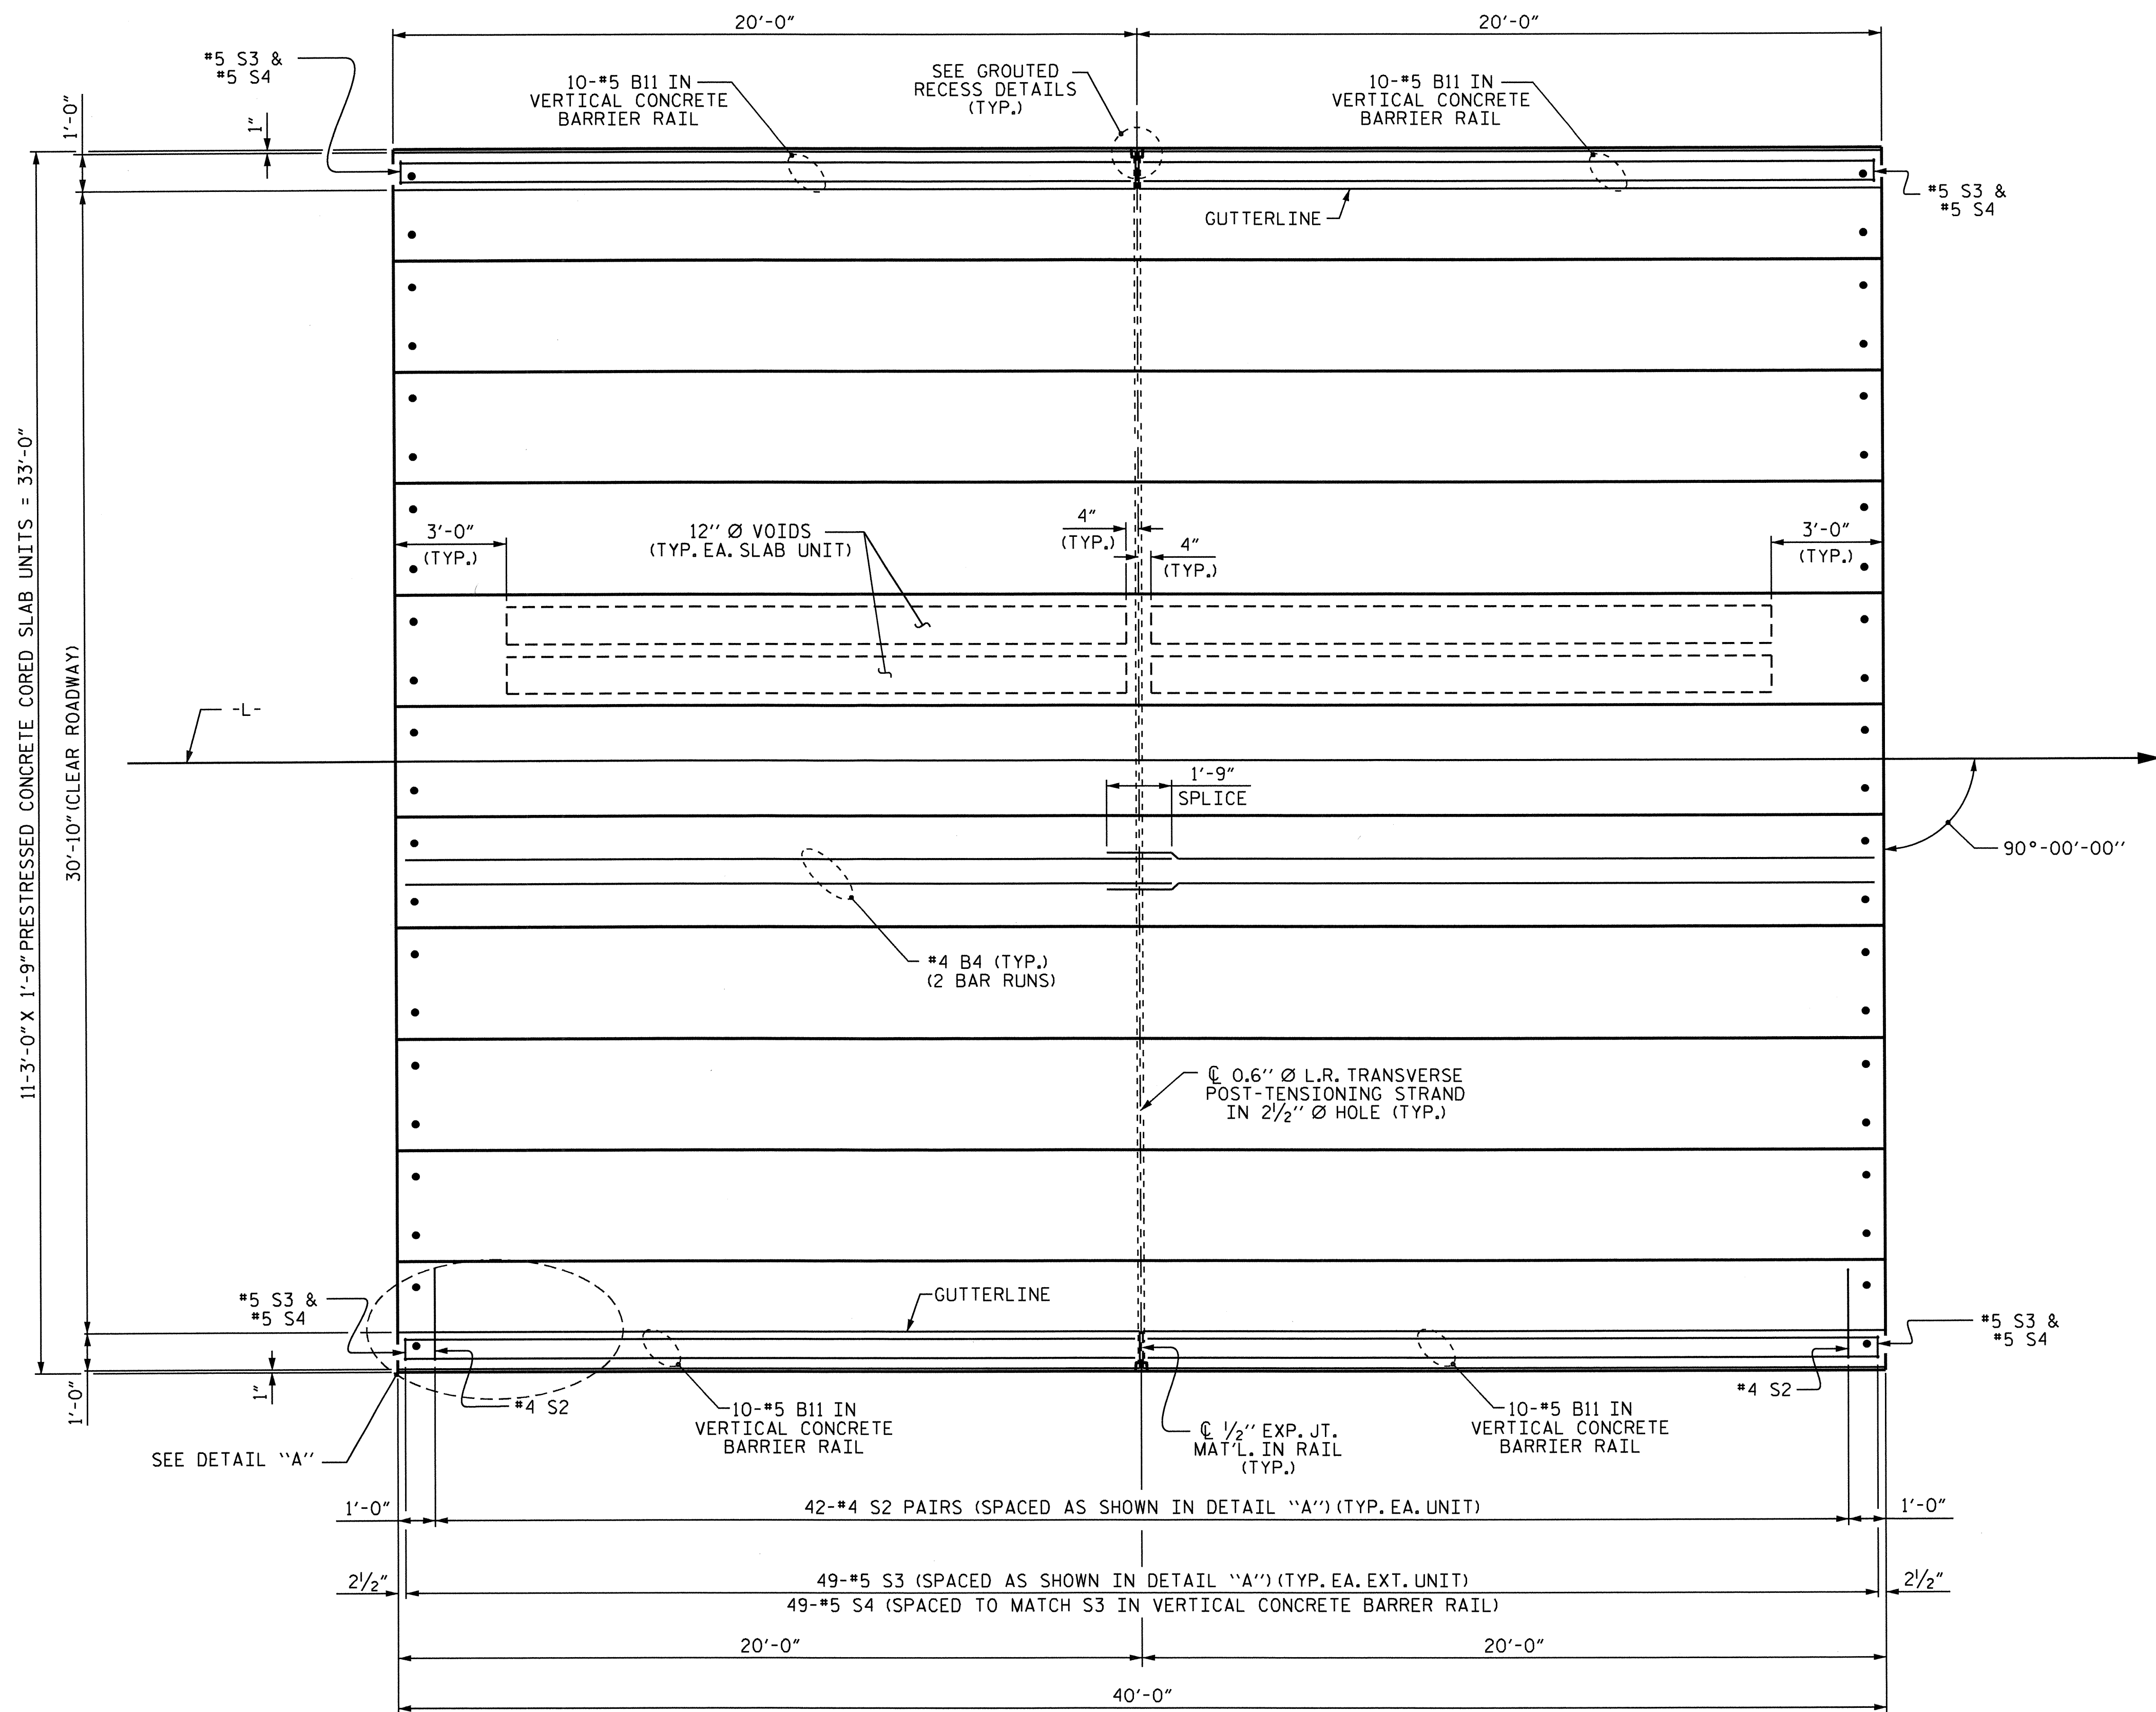 20'-0"
20'-0"
#5 S3 &
#5 S4
10-#5 B11 IN
VERTICAL CONCRETE
BARRIER RAIL
SEE GROUTED
RECESS DETAILS
(TYP.)
10-#5 B11 IN
VERTICAL CONCRETE
BARRIER RAIL
1'-0"
1"
#5 S3 &
#5 S4
GUTTERLINE
11-3'-0" X 1'-9" PRESTRESSED CONCRETE CORED SLAB UNITS = 33'-0"
30'-10" (CLEAR ROADWAY)
3'-0"
(TYP.)
12'' Ø VOIDS
(TYP. EA. SLAB UNIT)
4"
(TYP.)
4"
(TYP.)
3'-0"
(TYP.)
-L-
1'-9"
SPLICE
90°-00'-00''
#4 B4 (TYP.)
(2 BAR RUNS)
℄ 0.6'' Ø L.R. TRANSVERSE
POST-TENSIONING STRAND
IN 2½'' Ø HOLE (TYP.)
#5 S3 &
#5 S4
GUTTERLINE
#5 S3 &
#5 S4
1'-0"
1"
#4 S2
10-#5 B11 IN
VERTICAL CONCRETE
BARRIER RAIL
℄ ½'' EXP. JT.
MAT'L. IN RAIL
(TYP.)
10-#5 B11 IN
VERTICAL CONCRETE
BARRIER RAIL
#4 S2
SEE DETAIL ``A''
1'-0"
42-#4 S2 PAIRS (SPACED AS SHOWN IN DETAIL ``A'') (TYP. EA. UNIT)
1'-0"
2½"
49-#5 S3 (SPACED AS SHOWN IN DETAIL ``A'') (TYP. EA. EXT. UNIT)
2½"
49-#5 S4 (SPACED TO MATCH S3 IN VERTICAL CONCRETE BARRER RAIL)
20'-0"
20'-0"
40'-0"